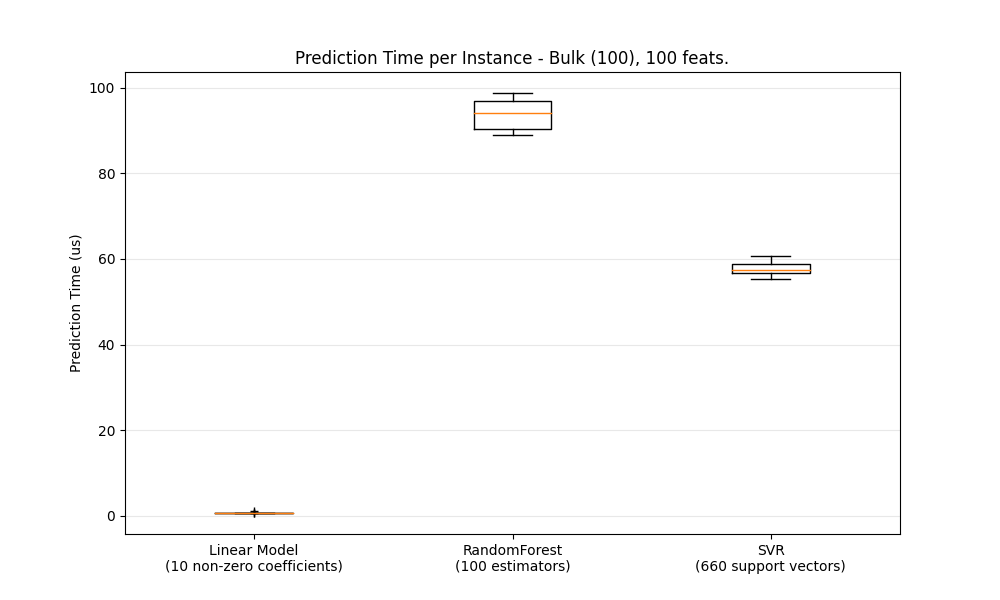 Prediction Time per Instance - Bulk (100), 100 feats.
Prediction Time (us)
100
80
60
40
20
0
Linear Model
(10 non-zero coefficients)
RandomForest
(100 estimators)
SVR
(660 support vectors)